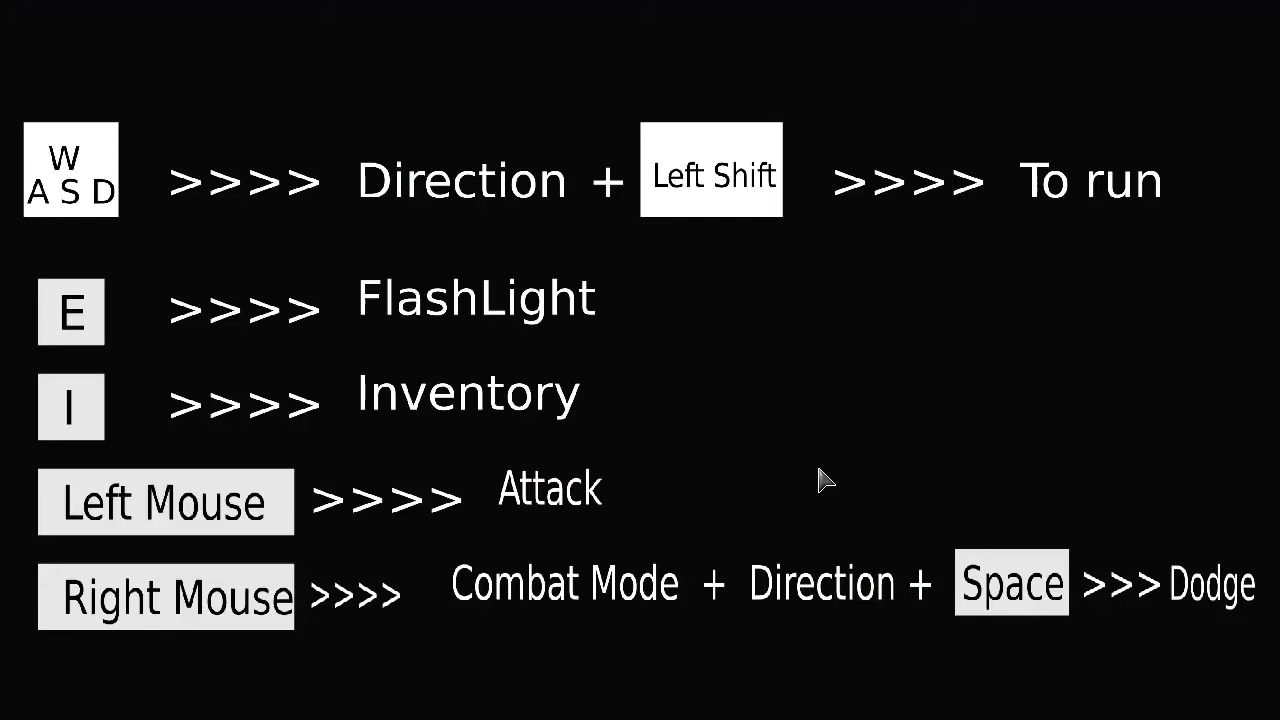 W
A S D >>>> Direction + Left Shift >>>> To run
E >>>> FlashLight
I >>>> Inventory
Left Mouse >>>> Attack
Right Mouse >>>> Combat Mode + Direction + Space >>> Dodge